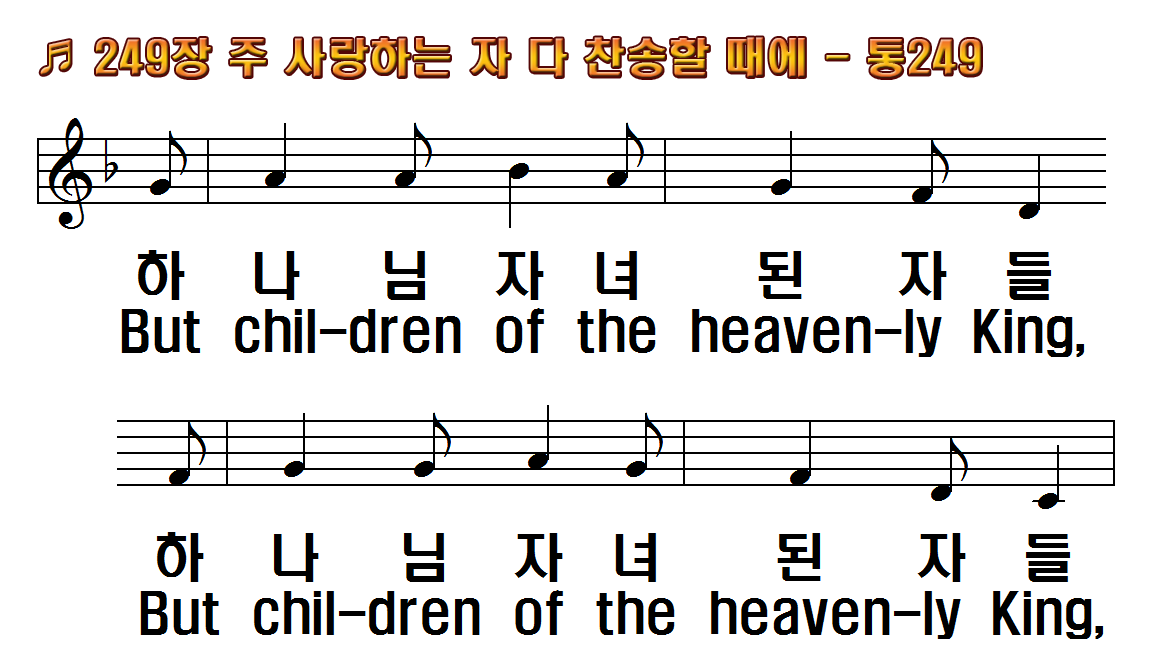 ♬ 249장 주 사랑하는 자 다 찬송할 때에 - 통249
하 나 님 자 녀 된 자 들
But chil-dren of the heaven-ly King,
하 나 님 자 녀 된 자 들
But chil-dren of the heaven-ly King,